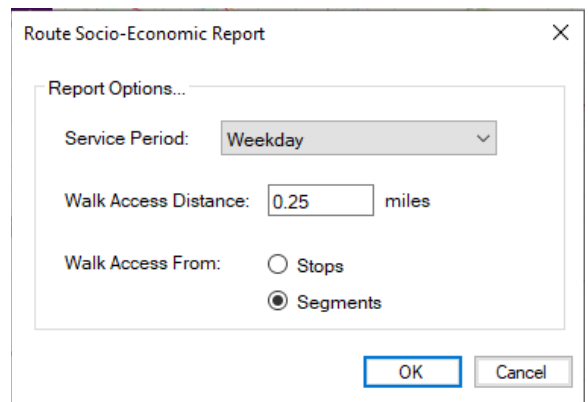 Route Socio-Economic Report
Report Options...
Service Period: Weekday
Walk Access Distance: 0.25 miles
Walk Access From: Stops
Segments
OK Cancel